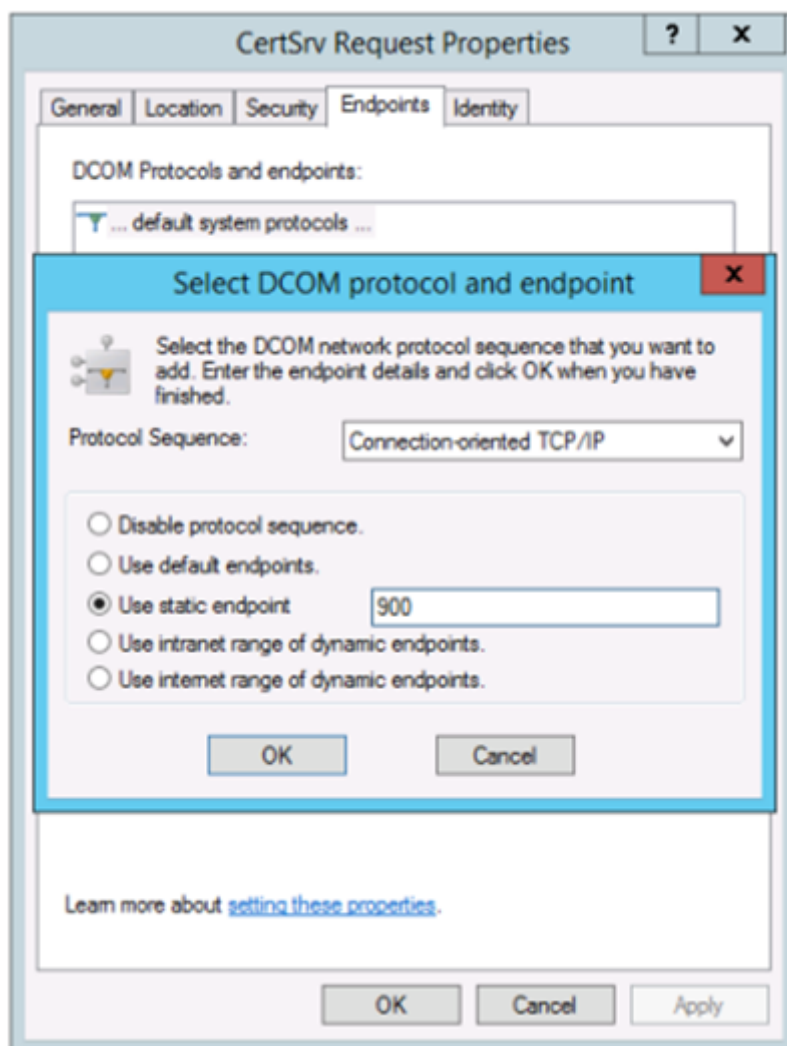 CertSrv Request Properties
? x
General Location Security Endpoints Identity
DCOM Protocols and endpoints:
... default system protocols ...
Select DCOM protocol and endpoint
x
Select the DCOM network protocol sequence that you want to
add. Enter the endpoint details and click OK when you have
finished.
Protocol Sequence: Connection-oriented TCP/IP
Disable protocol sequence.
Use default endpoints.
Use static endpoint 900
Use intranet range of dynamic endpoints.
Use internet range of dynamic endpoints.
OK Cancel
Learn more about setting these properties.
OK Cancel Apply